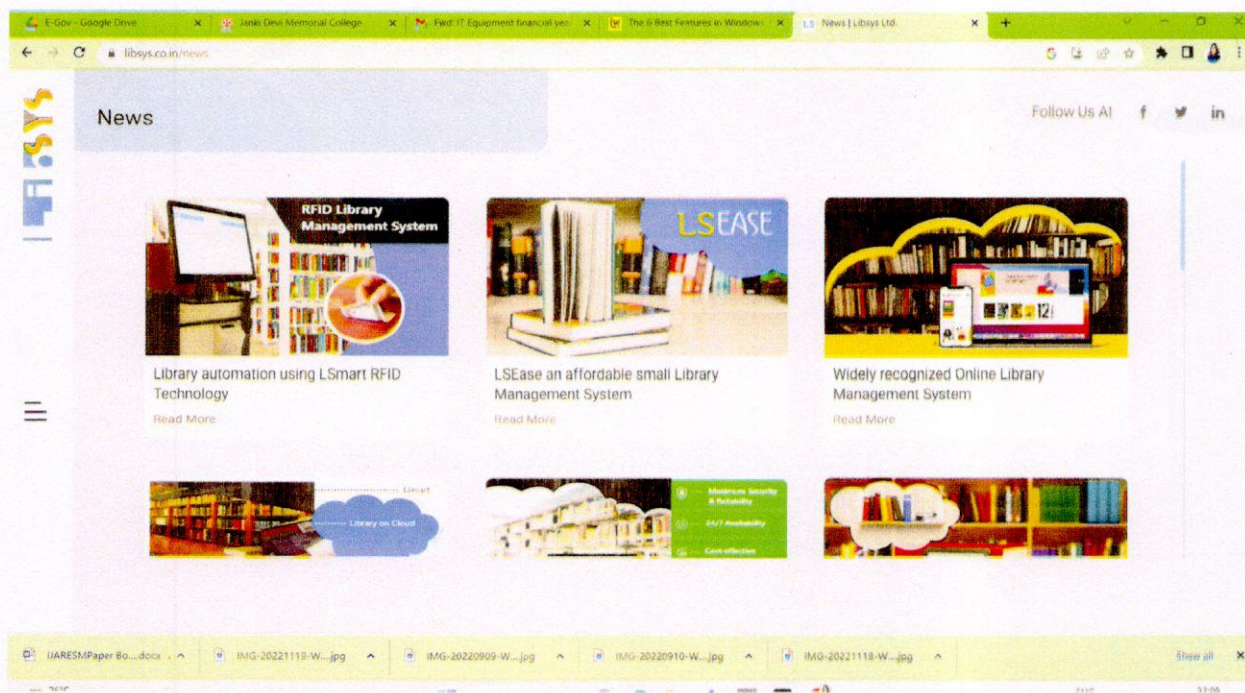 E-Gov - Google Drive
Janki Devi Memorial College
Fwd: IT Equipment financial year
The 6 Best Features in Windows
News | Libsys Ltd.
libsys.co.in/news
LIBSYS
News
Follow Us At
RFID Library
Management System
LSEASE
12
Library automation using LSmart RFID
Technology
Read More
LSEase an affordable small Library
Management System
Read More
Widely recognized Online Library
Management System
Read More
Library on Cloud
Maximum Security
& Reliability
24/7 Availability
Cost-effective
IJARESMPaper Bo....docx
IMG-20221119-W....jpg
IMG-20220909-W....jpg
IMG-20220910-W....jpg
IMG-20221118-W....jpg
Show all